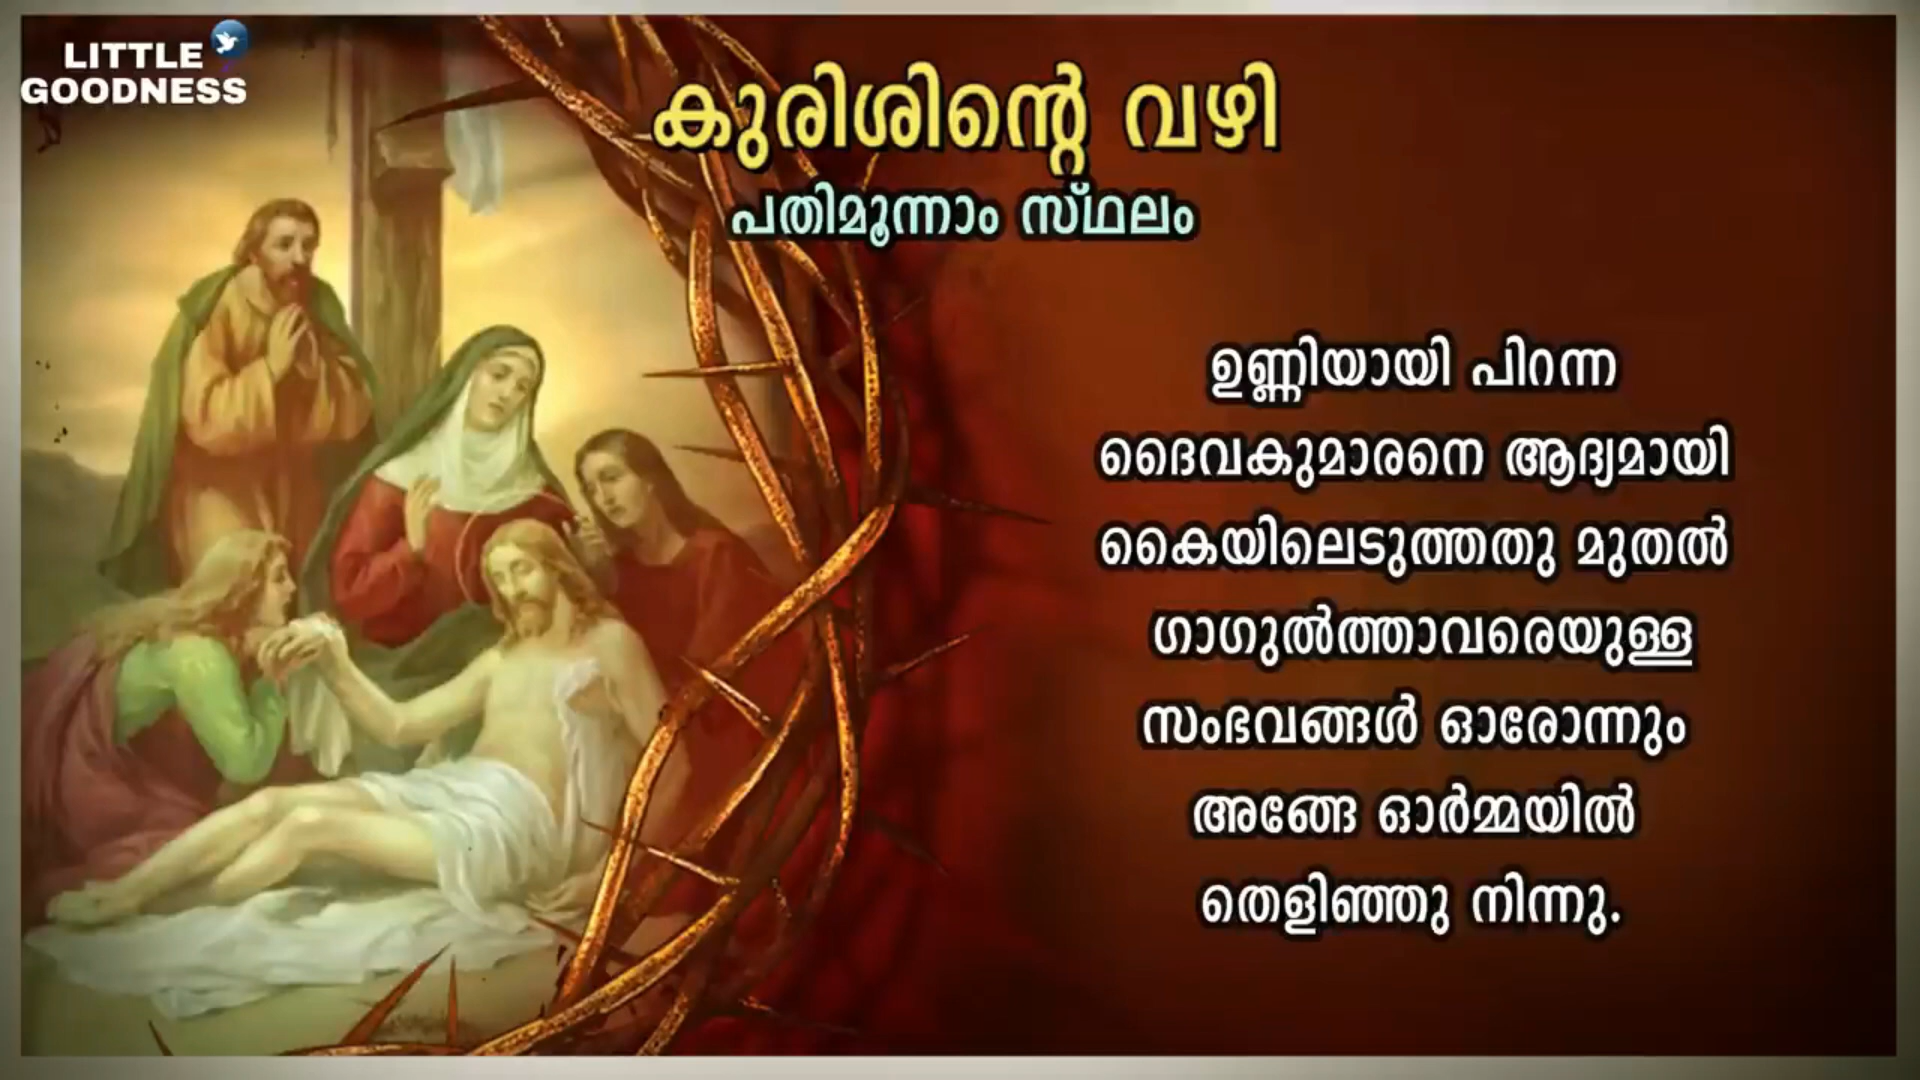 LITTLE
GOODNESS
കുരിശിന്റെ വഴി
പതിമൂന്നാം സ്ഥലം
ഉണ്ണിയായി പിറന്ന
ദൈവകുമാരനെ ആദ്യമായി
കൈയിലെടുത്തതു മുതൽ
ഗാഗുൽത്താവരെയുള്ള
സംഭവങ്ങൾ ഓരോന്നും
അങ്ങേ ഓർമ്മയിൽ
തെളിഞ്ഞു നിന്നു.